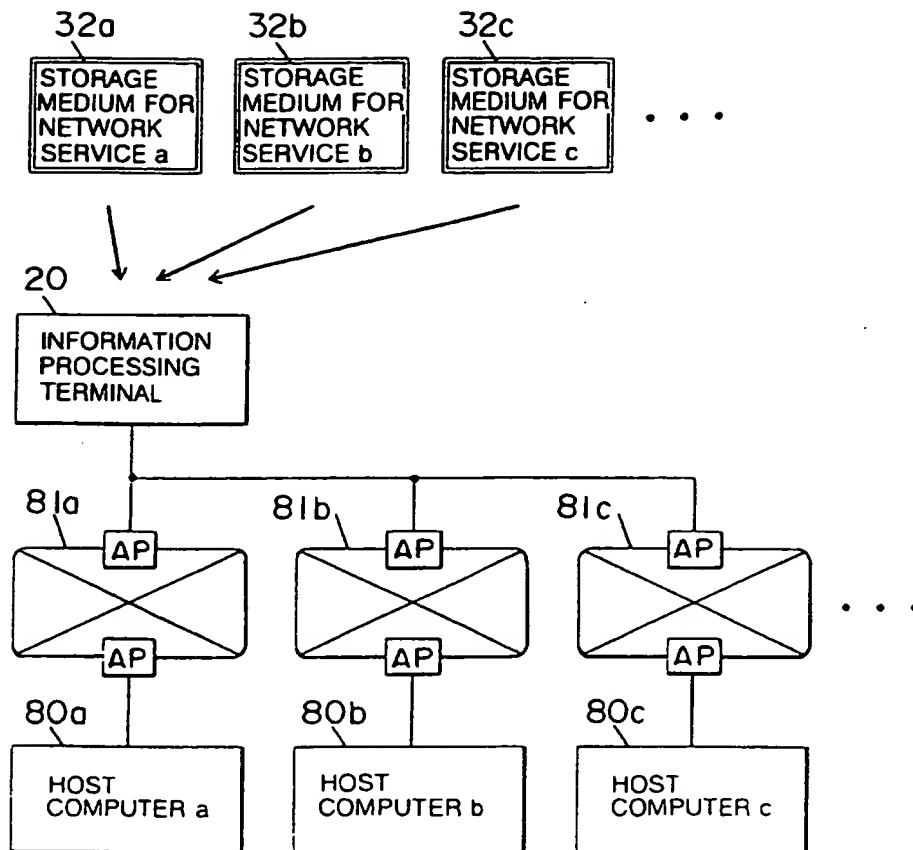 32a 32b 32c
STORAGE
MEDIUM FOR
NETWORK
SERVICE a
STORAGE
MEDIUM FOR
NETWORK
SERVICE b
STORAGE
MEDIUM FOR
NETWORK
SERVICE c
20
INFORMATION
PROCESSING
TERMINAL
81a 81b 81c
AP AP AP
AP AP AP
80a 80b 80c
HOST
COMPUTER a
HOST
COMPUTER b
HOST
COMPUTER c